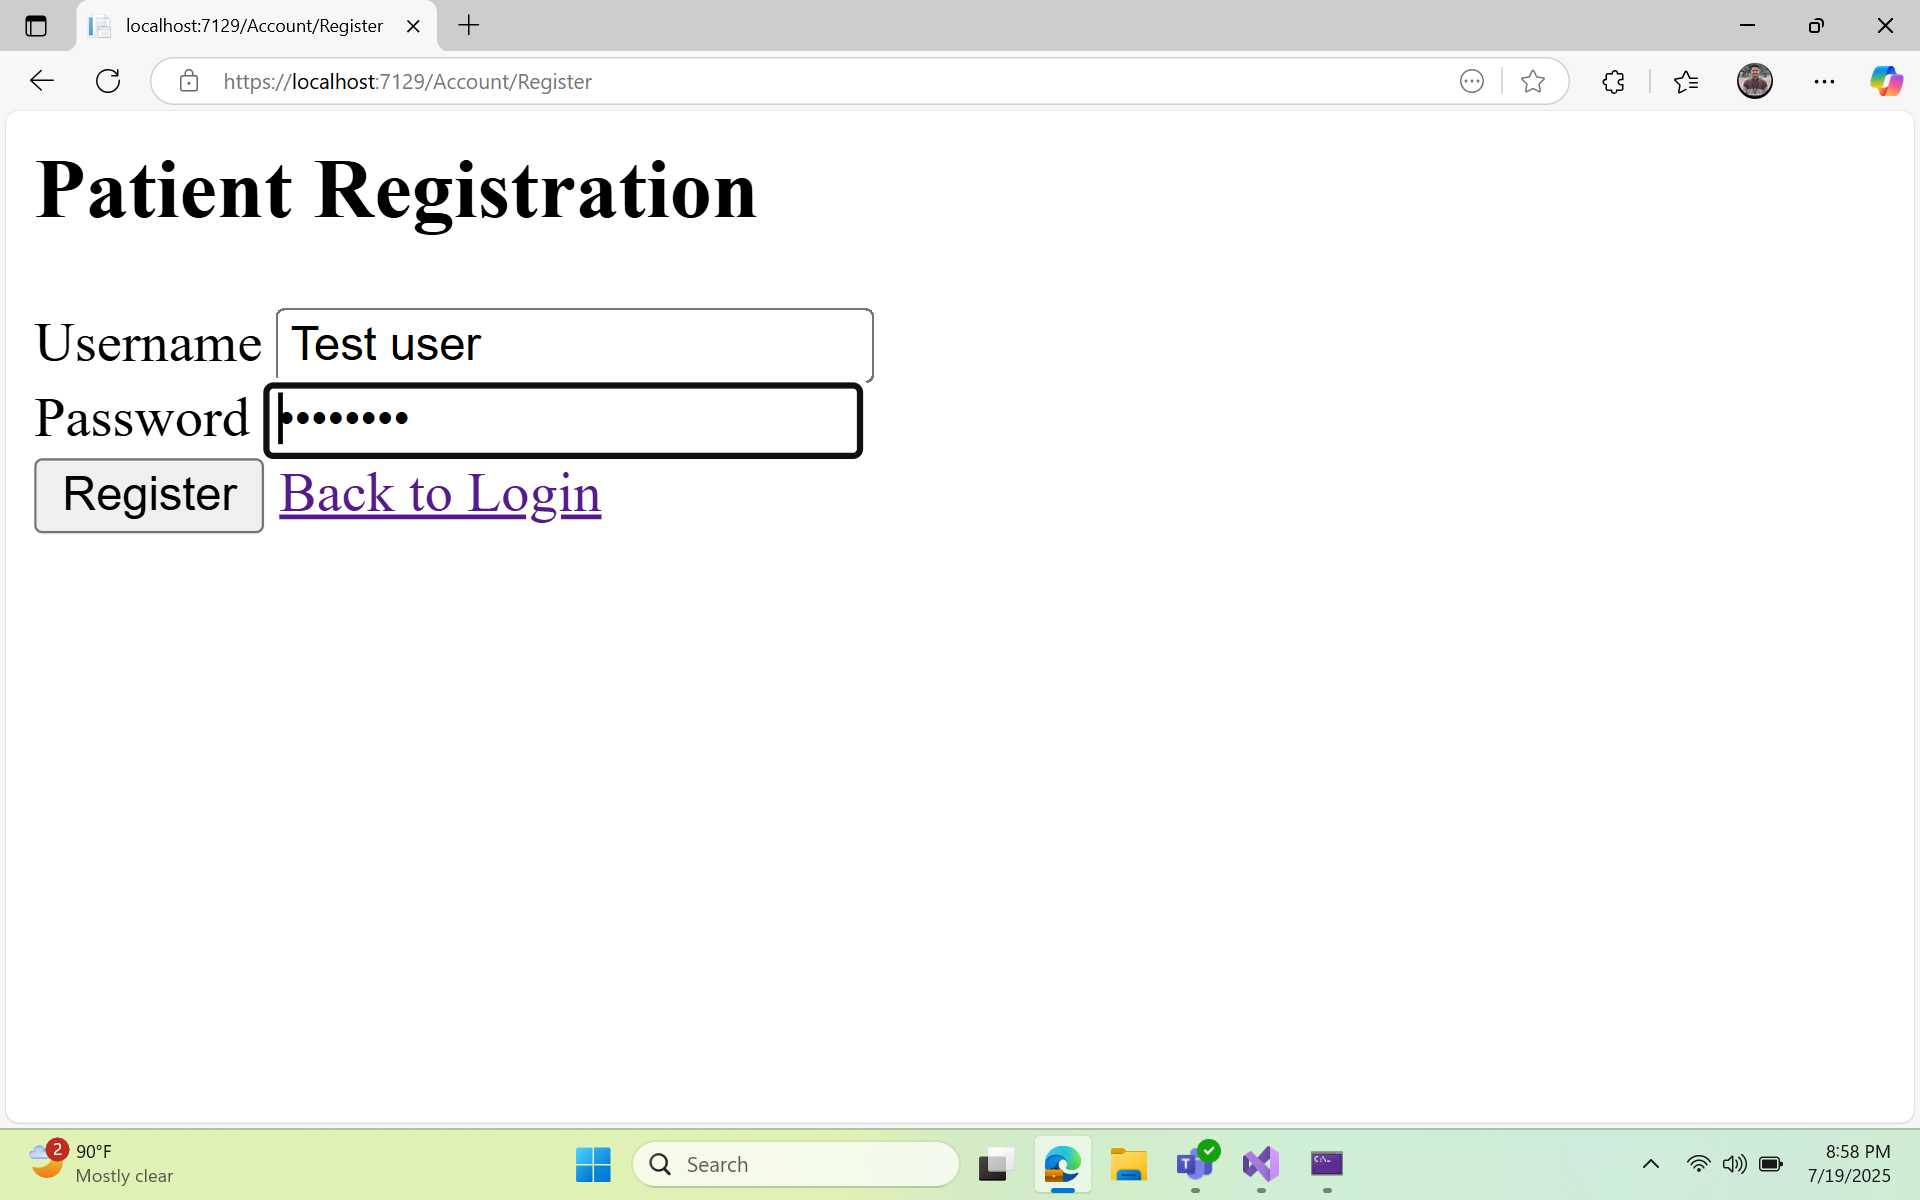 localhost:7129/Account/Register
https://localhost:7129/Account/Register
Patient Registration
Username Test user
Password ••••••••
Register Back to Login
2
90°F
Mostly clear
Search
8:58 PM
7/19/2025